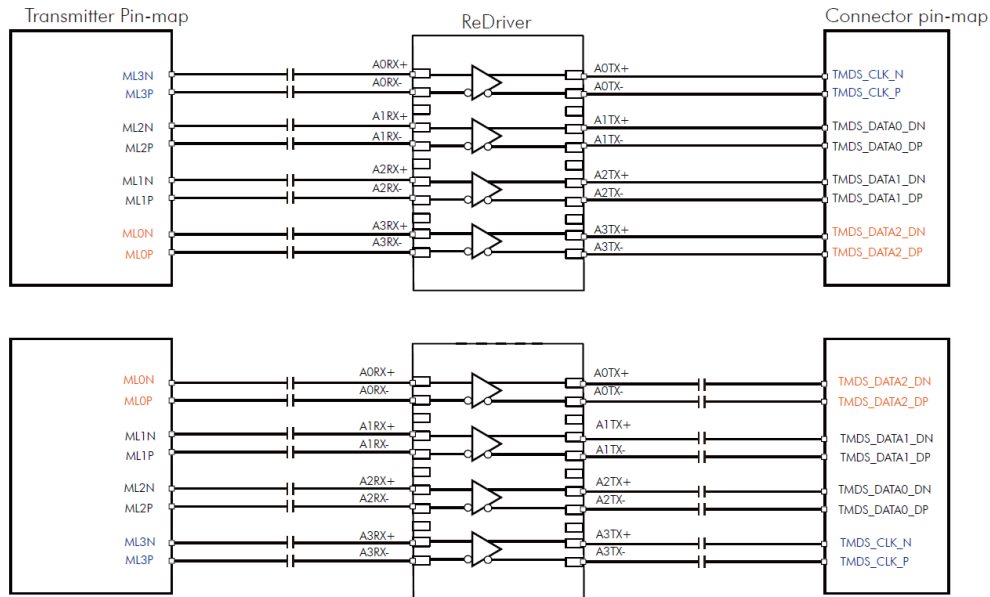 Transmitter Pin-map
ReDriver
Connector pin-map
ML3N
A0RX+
A0TX+
TMDS_CLK_N
ML3P
A0RX-
A0TX-
TMDS_CLK_P
ML2N
A1RX+
A1TX+
TMDS_DATA0_DN
ML2P
A1RX-
A1TX-
TMDS_DATA0_DP
ML1N
A2RX+
A2TX+
TMDS_DATA1_DN
ML1P
A2RX-
A2TX-
TMDS_DATA1_DP
ML0N
A3RX+
A3TX+
TMDS_DATA2_DN
ML0P
A3RX-
A3TX-
TMDS_DATA2_DP
ML0N
A0RX+
A0TX+
TMDS_DATA2_DN
ML0P
A0RX-
A0TX-
TMDS_DATA2_DP
ML1N
A1RX+
A1TX+
TMDS_DATA1_DN
ML1P
A1RX-
A1TX-
TMDS_DATA1_DP
ML2N
A2RX+
A2TX+
TMDS_DATA0_DN
ML2P
A2RX-
A2TX-
TMDS_DATA0_DP
ML3N
A3RX+
A3TX+
TMDS_CLK_N
ML3P
A3RX-
A3TX-
TMDS_CLK_P